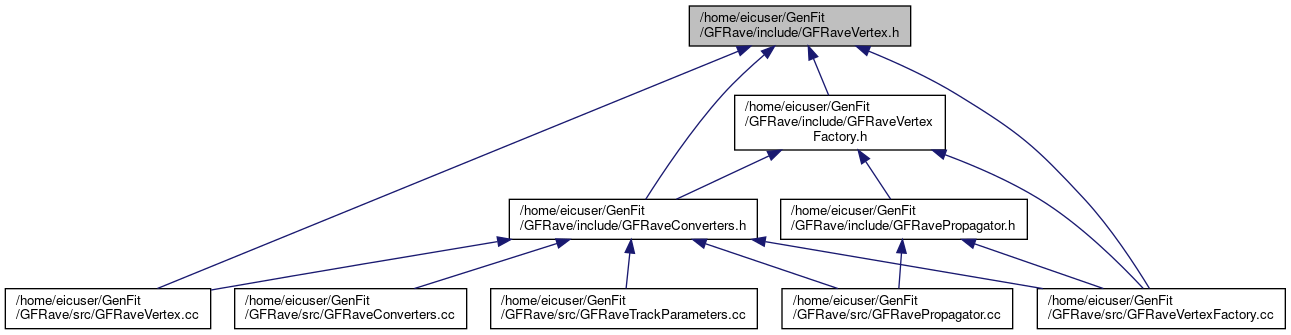 /home/eicuser/GenFit
/GFRave/include/GFRaveVertex.h
/home/eicuser/GenFit
/GFRave/include/GFRaveVertex
Factory.h
/home/eicuser/GenFit
/GFRave/include/GFRaveConverters.h
/home/eicuser/GenFit
/GFRave/include/GFRavePropagator.h
/home/eicuser/GenFit
/GFRave/src/GFRaveVertex.cc
/home/eicuser/GenFit
/GFRave/src/GFRaveConverters.cc
/home/eicuser/GenFit
/GFRave/src/GFRaveTrackParameters.cc
/home/eicuser/GenFit
/GFRave/src/GFRavePropagator.cc
/home/eicuser/GenFit
/GFRave/src/GFRaveVertexFactory.cc